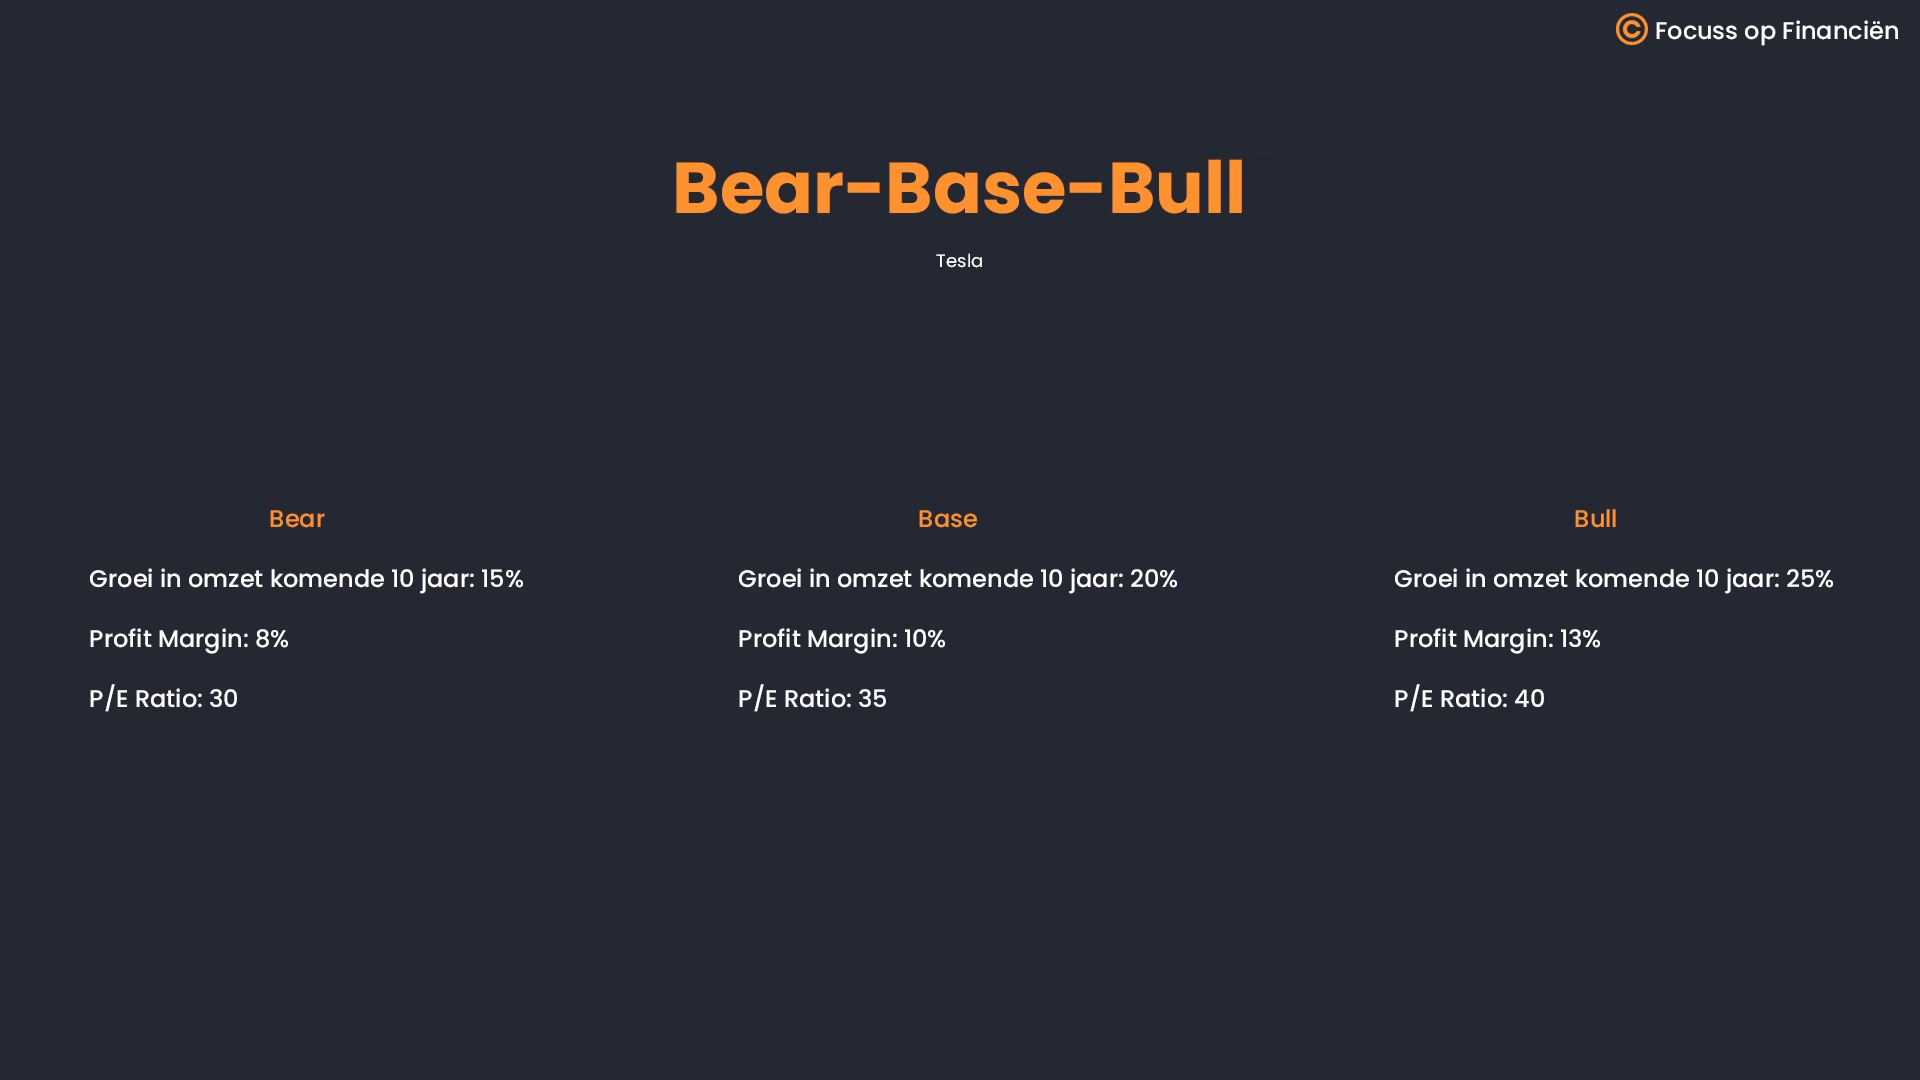 © Focuss op Financiën
Bear-Base-Bull
Tesla
Bear
Groei in omzet komende 10 jaar: 15%
Profit Margin: 8%
P/E Ratio: 30
Base
Groei in omzet komende 10 jaar: 20%
Profit Margin: 10%
P/E Ratio: 35
Bull
Groei in omzet komende 10 jaar: 25%
Profit Margin: 13%
P/E Ratio: 40